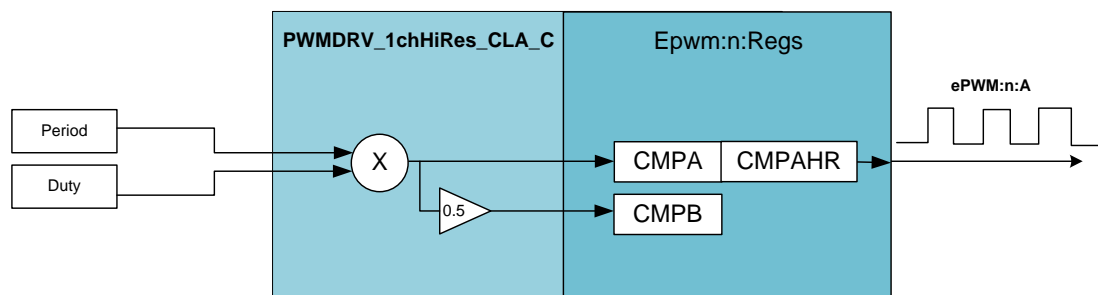 PWMDRV_1chHiRes_CLA_C
Epwm:n:Regs
ePWM:n:A
Period
Duty
X
CMPA
CMPAHR
0.5
CMPB